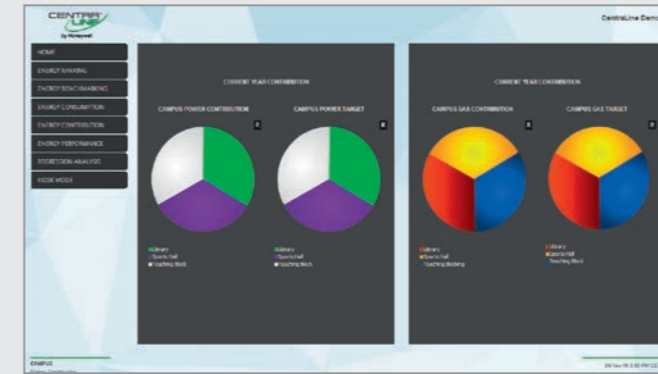 CENTRA
LINE
by Honeywell
CentraLine Demo
HOME
ENERGY RANKING
ENERGY BENCHMARKING
ENERGY CONSUMPTION
ENERGY CONTRIBUTION
ENERGY PERFORMANCE
REGRESSION ANALYSIS
KIOSK MODE
CURRENT YEAR CONTRIBUTION
CAMPUS POWER CONTRIBUTION
CAMPUS POWER TARGET
Library
Sports Hall
Teaching Block
Library
Sports Hall
Teaching Block
CURRENT YEAR CONTRIBUTION
CAMPUS GAS CONTRIBUTION
CAMPUS GAS TARGET
Library
Sports Hall
Teaching Building
Library
Sports Hall
Teaching Block
CAMPUS